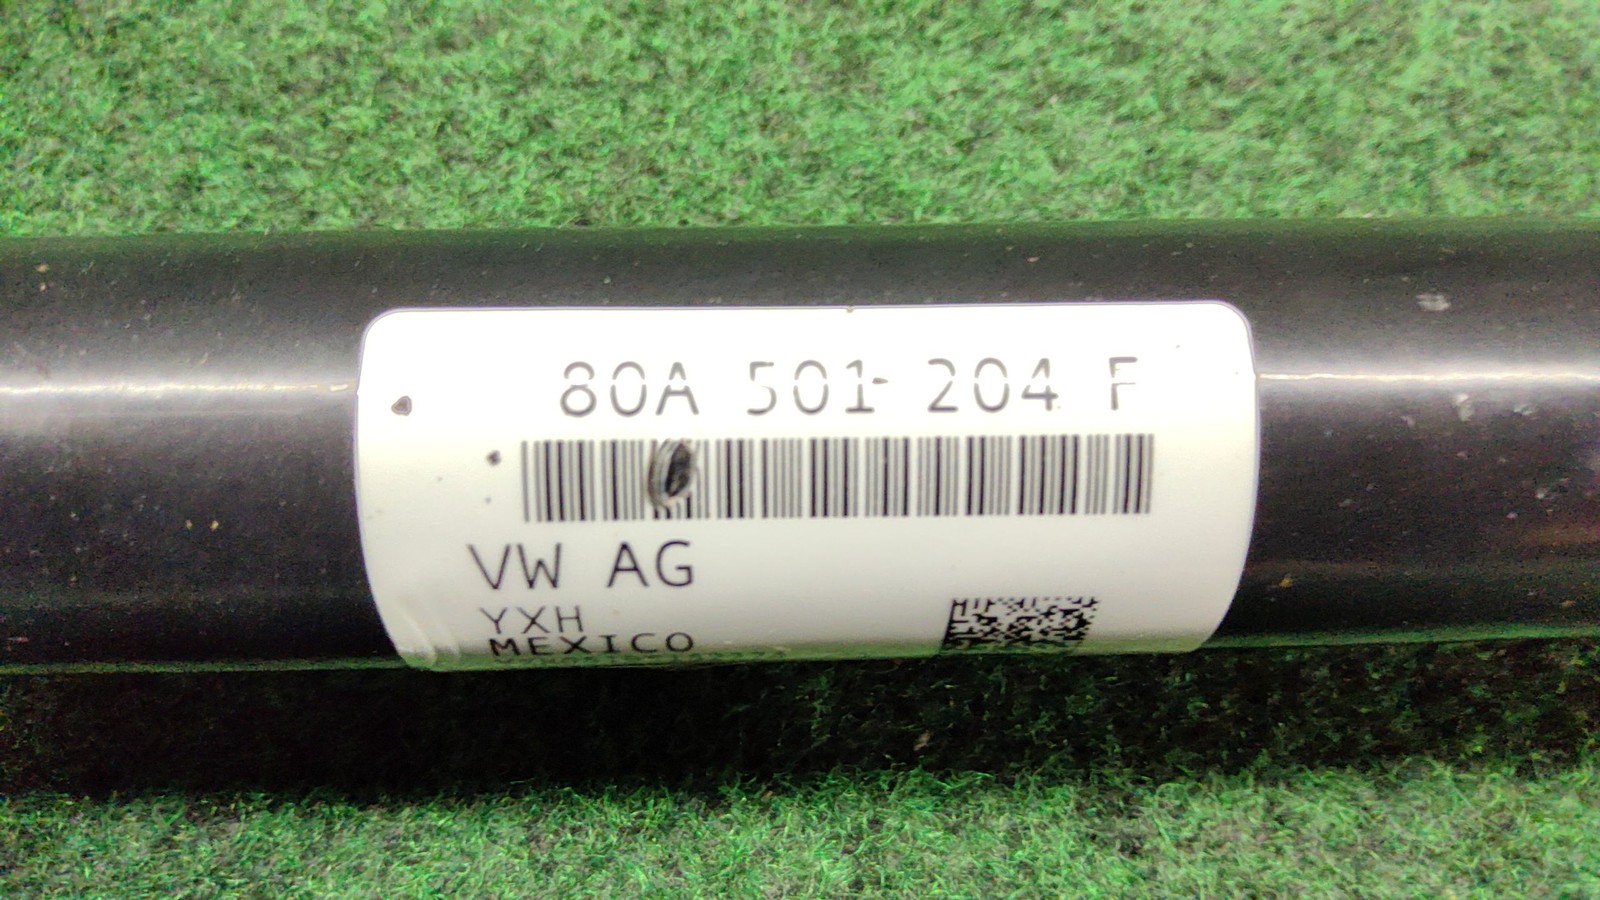 80A 501 204 F
VW AG
YXH
MEXICO